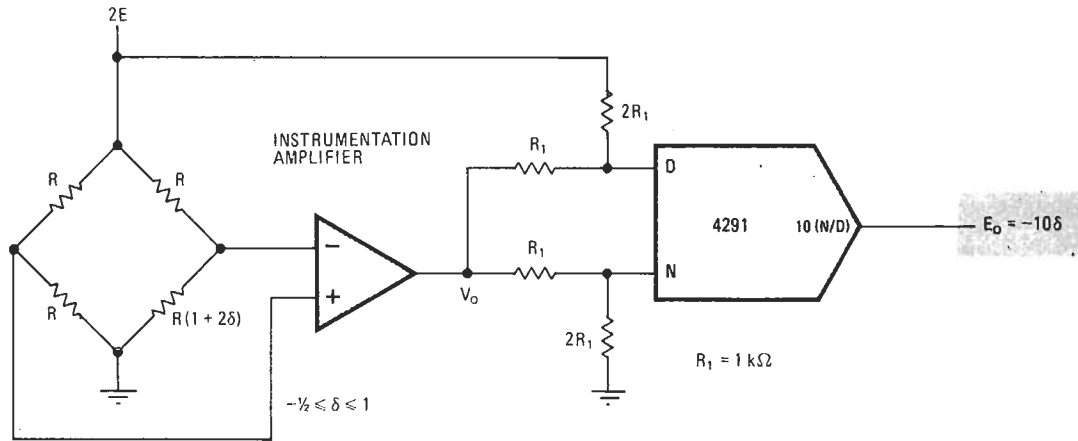 2E
2R₁
INSTRUMENTATION
AMPLIFIER
R₁
R
R
D
4291
10 (N/D)
E₀ = −10δ
−
R₁
N
+
V₀
R
R(1 + 2δ)
2R₁
R₁ = 1 kΩ
−½ ≤ δ ≤ 1